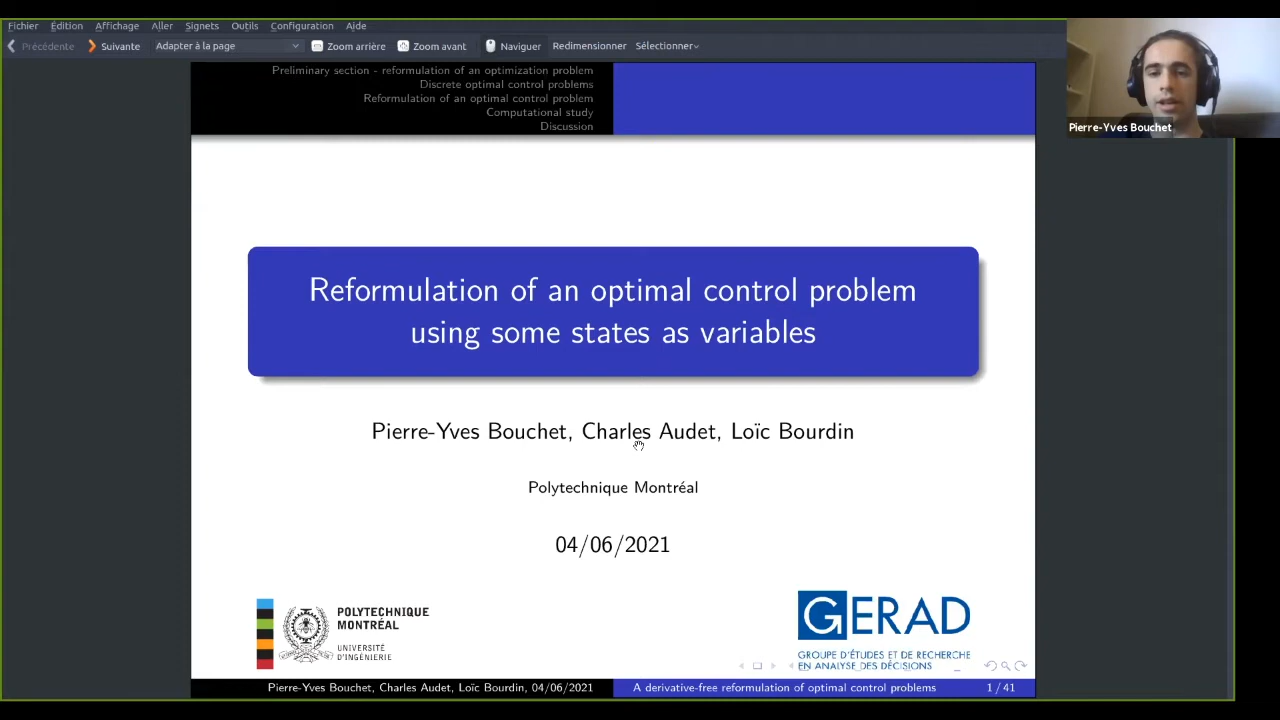 Fichier Édition Affichage Aller Signets Outils Configuration Aide
Précédente Suivante Adapter à la page Zoom arrière Zoom avant Naviguer Redimensionner Sélectionner
Preliminary section - reformulation of an optimization problem
Discrete optimal control problems
Reformulation of an optimal control problem
Computational study
Discussion
Pierre-Yves Bouchet
Reformulation of an optimal control problem
using some states as variables
Pierre-Yves Bouchet, Charles Audet, Loïc Bourdin
Polytechnique Montréal
04/06/2021
POLYTECHNIQUE
MONTRÉAL
UNIVERSITÉ
D'INGÉNIERIE
GERAD
GROUPE D'ÉTUDES ET DE RECHERCHE
EN ANALYSE DES DÉCISIONS
Pierre-Yves Bouchet, Charles Audet, Loïc Bourdin, 04/06/2021 A derivative-free reformulation of optimal control problems 1 / 41